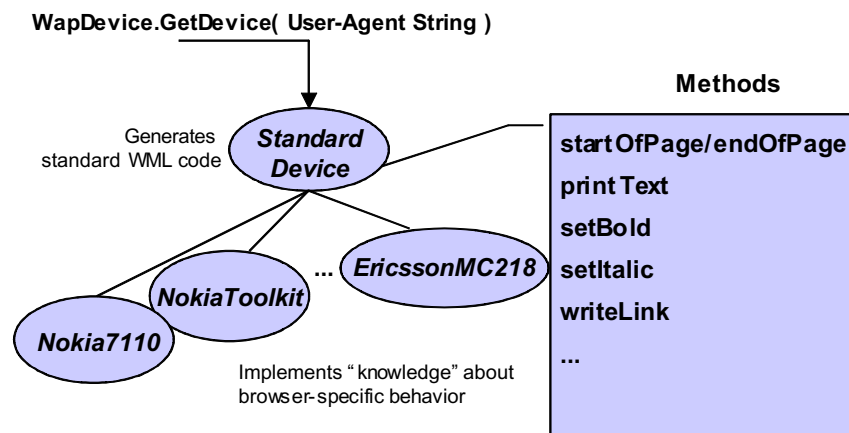 WapDevice.GetDevice( User-Agent String )
Methods
Generates
standard WML code
Standard
Device
startOfPage/endOfPage
printText
setBold
setItalic
writeLink
...
Nokia7110
NokiaToolkit
...
EricssonMC218
Implements “knowledge” about
browser-specific behavior